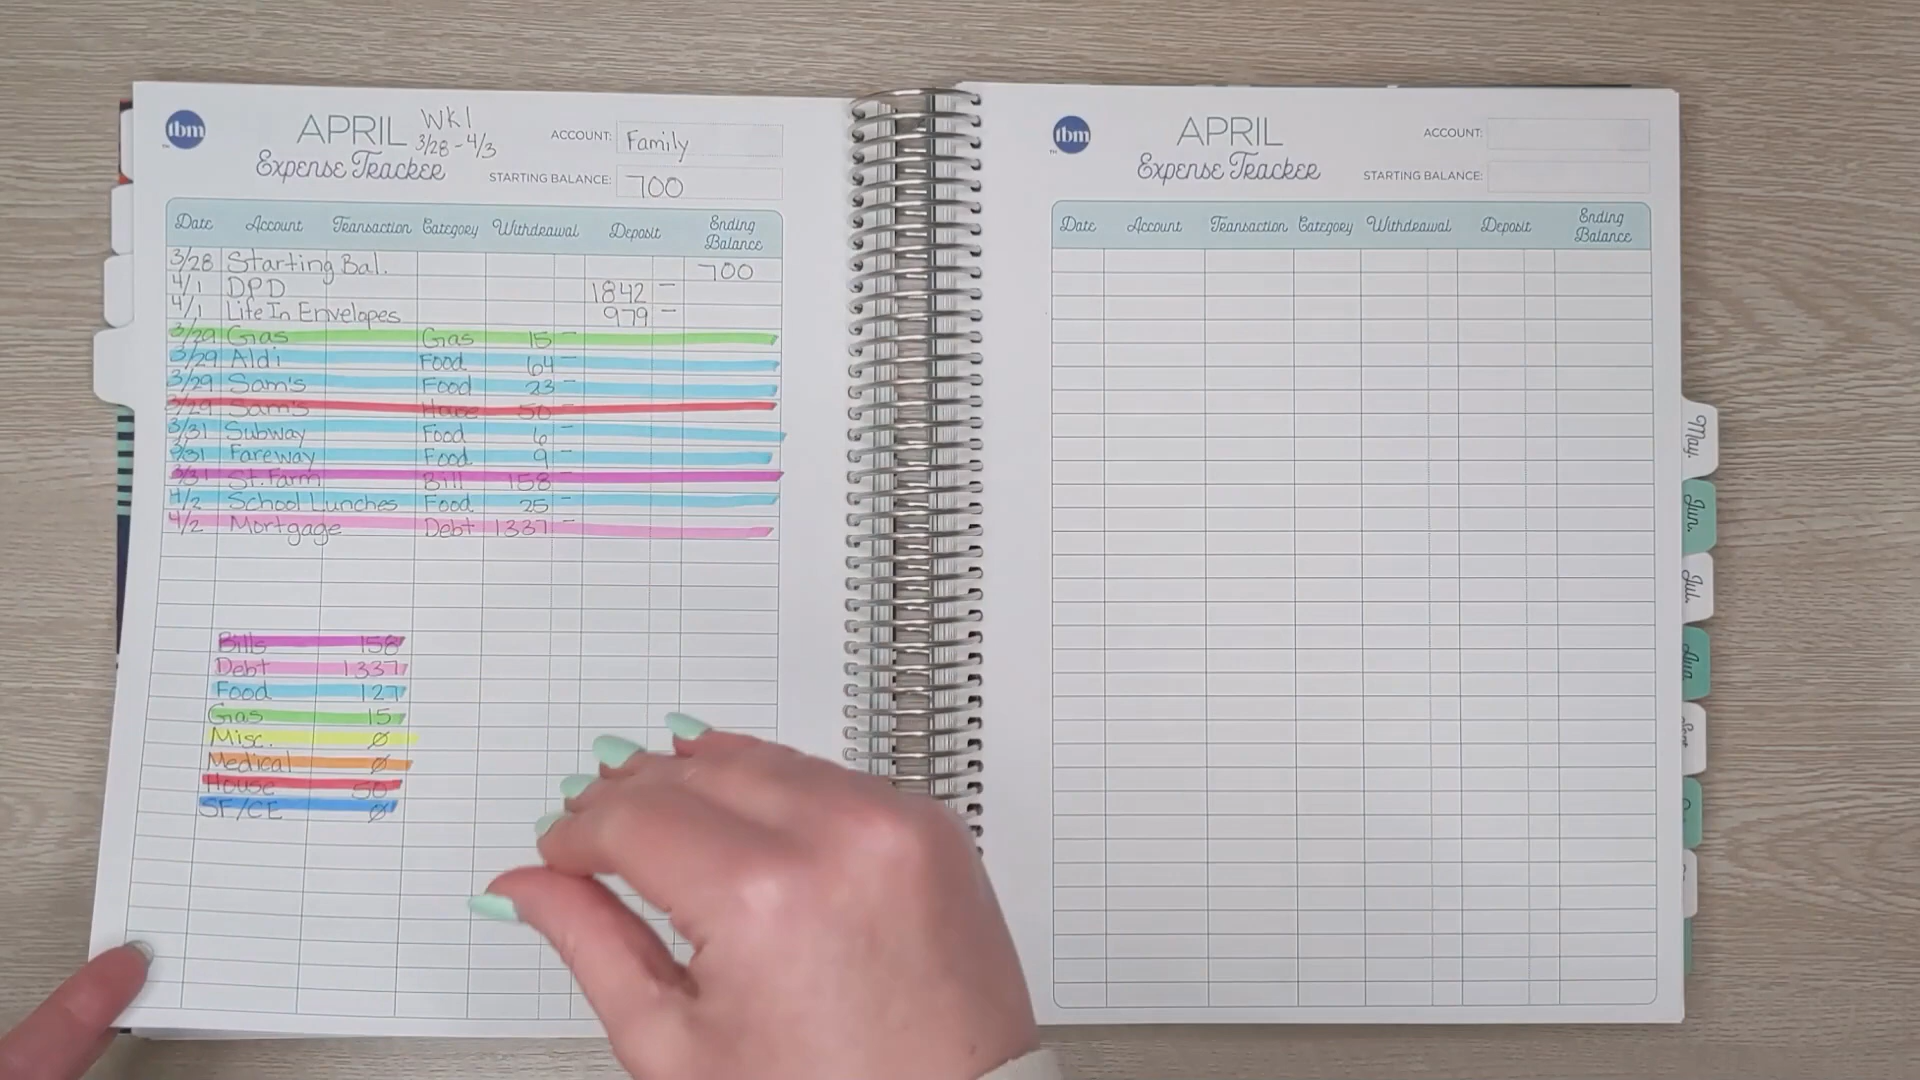 tbm
APRIL Wk 1
3/28 - 4/3
Expense Tracker
ACCOUNT: Family
STARTING BALANCE: 700
Date Account Transaction Category Withdrawal Deposit Ending Balance
3/28 Starting Bal. 700
4/1 DPD 1842 –
4/1 Life In Envelopes 979 –
3/29 Gas Gas 15 –
3/29 Aldi Food 64 –
3/29 Sam's Food 23 –
3/29 Sam's House 50 –
3/31 Subway Food 6 –
3/31 Fareway Food 9 –
3/31 St. Farm Bill 158 –
4/2 School Lunches Food 25 –
4/2 Mortgage Debt 1337 –
Bills 158
Debt 1337
Food 127
Gas 15
Misc. Ø
Medical Ø
House 50
SF/CE Ø
tbm
APRIL
Expense Tracker
ACCOUNT:
STARTING BALANCE:
Date Account Transaction Category Withdrawal Deposit Ending Balance
May.
Jun.
Jul.
Aug.